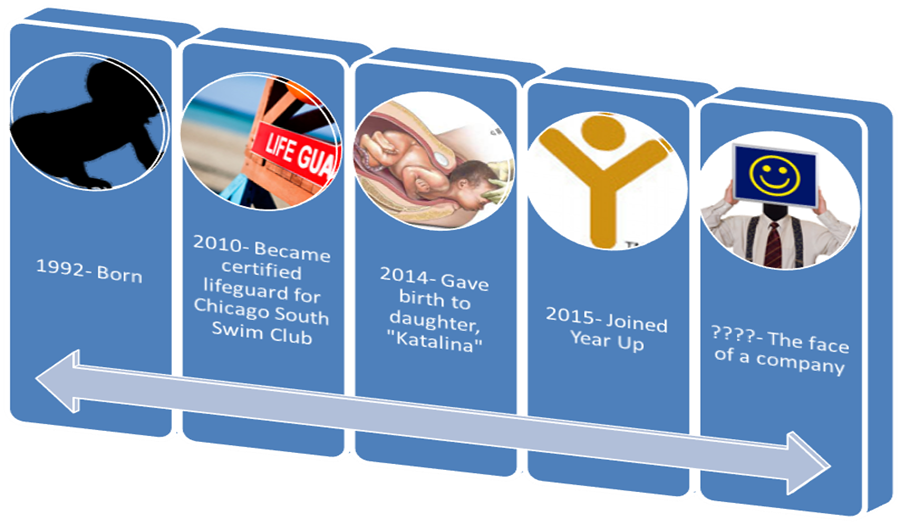 1992- Born
LIFE GUA
2010- Became
certified
lifeguard for
Chicago South
Swim Club
2014- Gave
birth to
daughter,
"Katalina"
2015- Joined
Year Up
????- The face
of a company